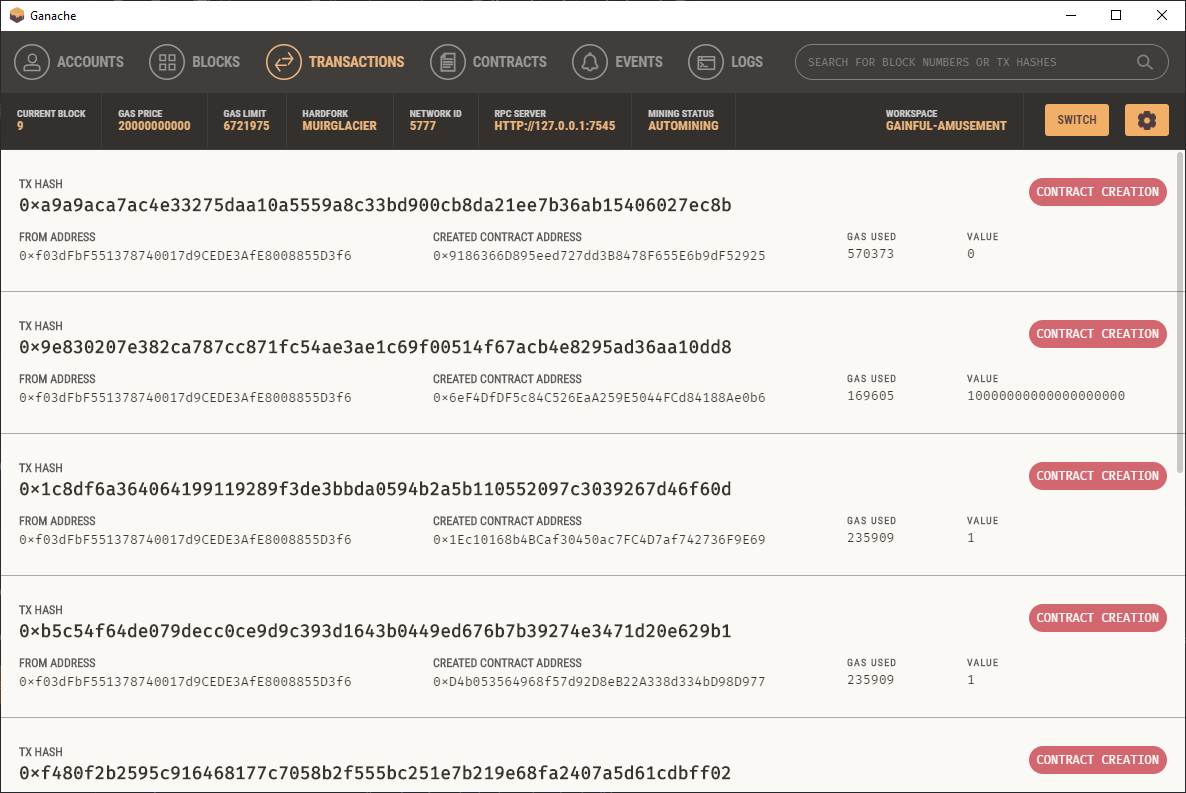 Ganache
ACCOUNTS BLOCKS TRANSACTIONS CONTRACTS EVENTS LOGS SEARCH FOR BLOCK NUMBERS OR TX HASHES
CURRENT BLOCK GAS PRICE GAS LIMIT HARDFORK NETWORK ID RPC SERVER MINING STATUS WORKSPACE
9 20000000000 6721975 MUIRGLACIER 5777 HTTP://127.0.0.1:7545 AUTOMINING GAINFUL-AMUSEMENT SWITCH
TX HASH
0×a9a9aca7ac4e33275daa10a5559a8c33bd900cb8da21ee7b36ab15406027ec8b CONTRACT CREATION
FROM ADDRESS CREATED CONTRACT ADDRESS GAS USED VALUE
0×f03dFbF551378740017d9CEDE3AfE8008855D3f6 0×9186366D895eed727dd3B8478F655E6b9dF52925 570373 0
TX HASH
0×9e830207e382ca787cc871fc54ae3ae1c69f00514f67acb4e8295ad36aa10dd8 CONTRACT CREATION
FROM ADDRESS CREATED CONTRACT ADDRESS GAS USED VALUE
0×f03dFbF551378740017d9CEDE3AfE8008855D3f6 0×6eF4DfDF5c84C526EaA259E5044FCd84188Ae0b6 169605 10000000000000000000
TX HASH
0×1c8df6a364064199119289f3de3bbda0594b2a5b110552097c3039267d46f60d CONTRACT CREATION
FROM ADDRESS CREATED CONTRACT ADDRESS GAS USED VALUE
0×f03dFbF551378740017d9CEDE3AfE8008855D3f6 0×1Ec10168b4BCaf30450ac7FC4D7af742736F9E69 235909 1
TX HASH
0×b5c54f64de079decc0ce9d9c393d1643b0449ed676b7b39274e3471d20e629b1 CONTRACT CREATION
FROM ADDRESS CREATED CONTRACT ADDRESS GAS USED VALUE
0×f03dFbF551378740017d9CEDE3AfE8008855D3f6 0×D4b053564968f57d92D8eB22A338d334bD98D977 235909 1
TX HASH
0×f480f2b2595c916468177c7058b2f555bc251e7b219e68fa2407a5d61cdbff02 CONTRACT CREATION